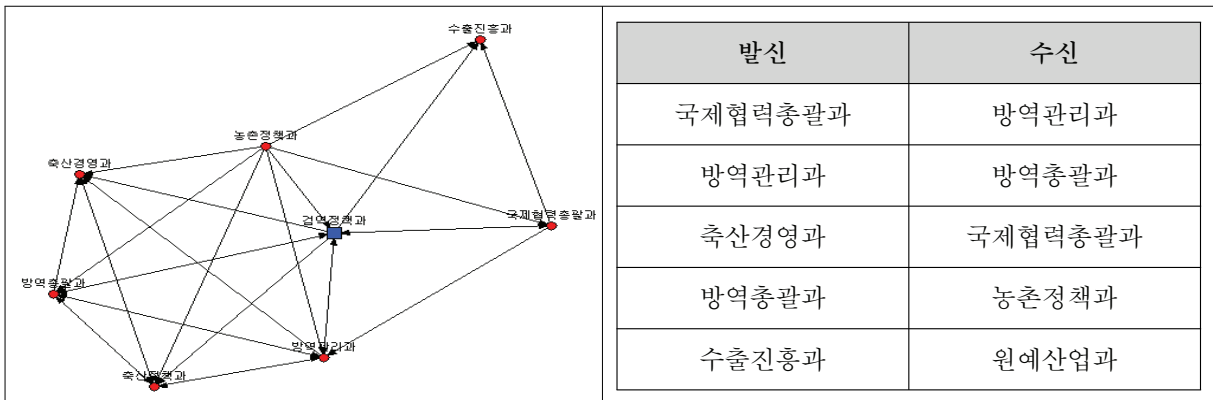 수출진흥과
농촌정책과
축산경영과
검역정책과
국제협력총괄과
방역총괄과
방역관리과
축산정책과
발신 수신
국제협력총괄과 방역관리과
방역관리과 방역총괄과
축산경영과 국제협력총괄과
방역총괄과 농촌정책과
수출진흥과 원예산업과